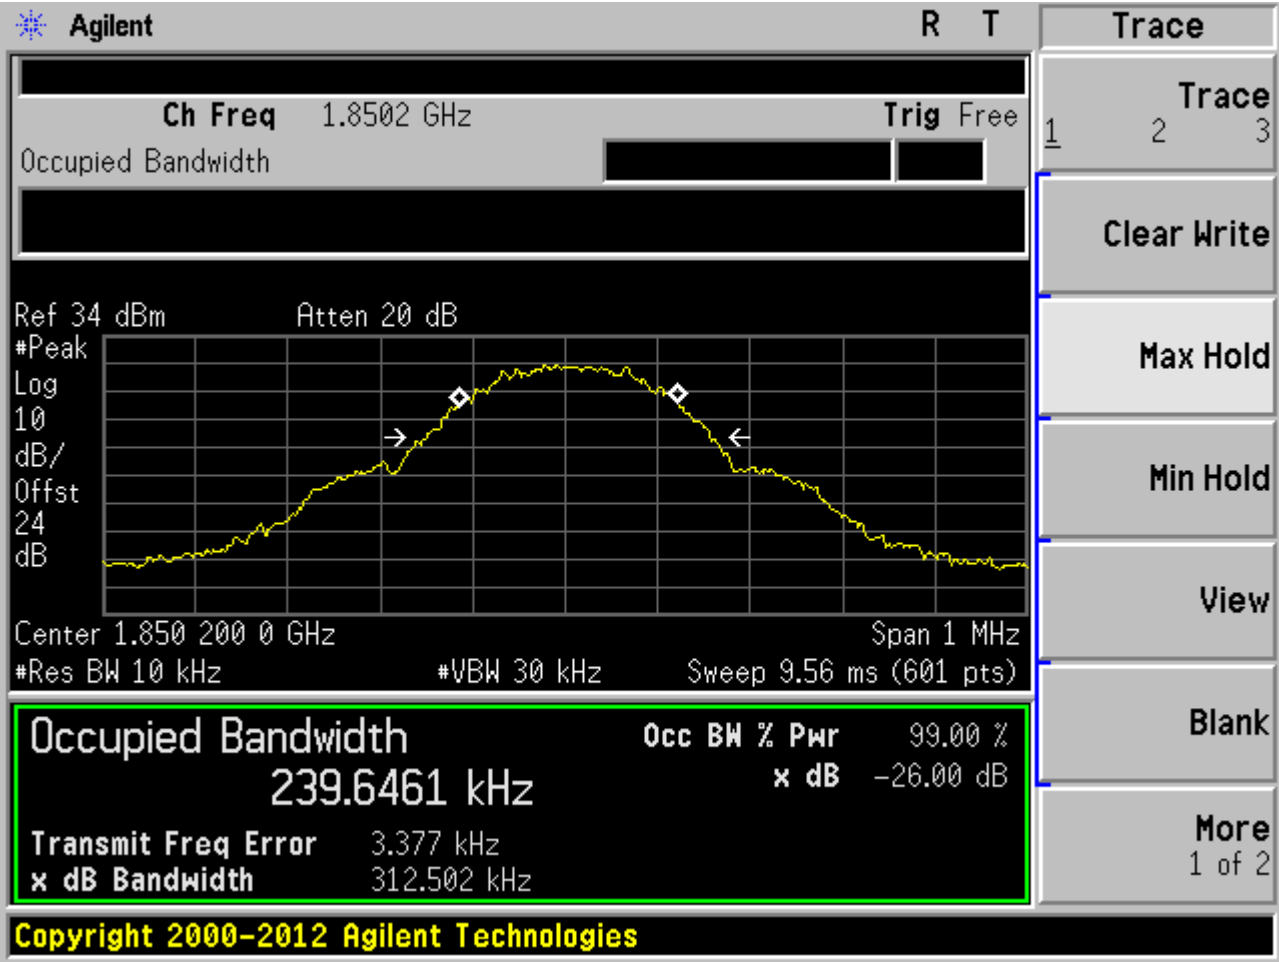 Agilent R T Trace
Ch Freq 1.8502 GHz Trig Free
Occupied Bandwidth
Trace
1 2 3
Clear Write
Max Hold
Min Hold
View
Blank
More
1 of 2
Ref 34 dBm Atten 20 dB
#Peak
Log
10
dB/
Offst
24
dB
Center 1.850 200 0 GHz Span 1 MHz
#Res BW 10 kHz #VBW 30 kHz Sweep 9.56 ms (601 pts)
Occupied Bandwidth Occ BW % Pwr 99.00 %
239.6461 kHz x dB -26.00 dB
Transmit Freq Error 3.377 kHz
x dB Bandwidth 312.502 kHz
Copyright 2000-2012 Agilent Technologies